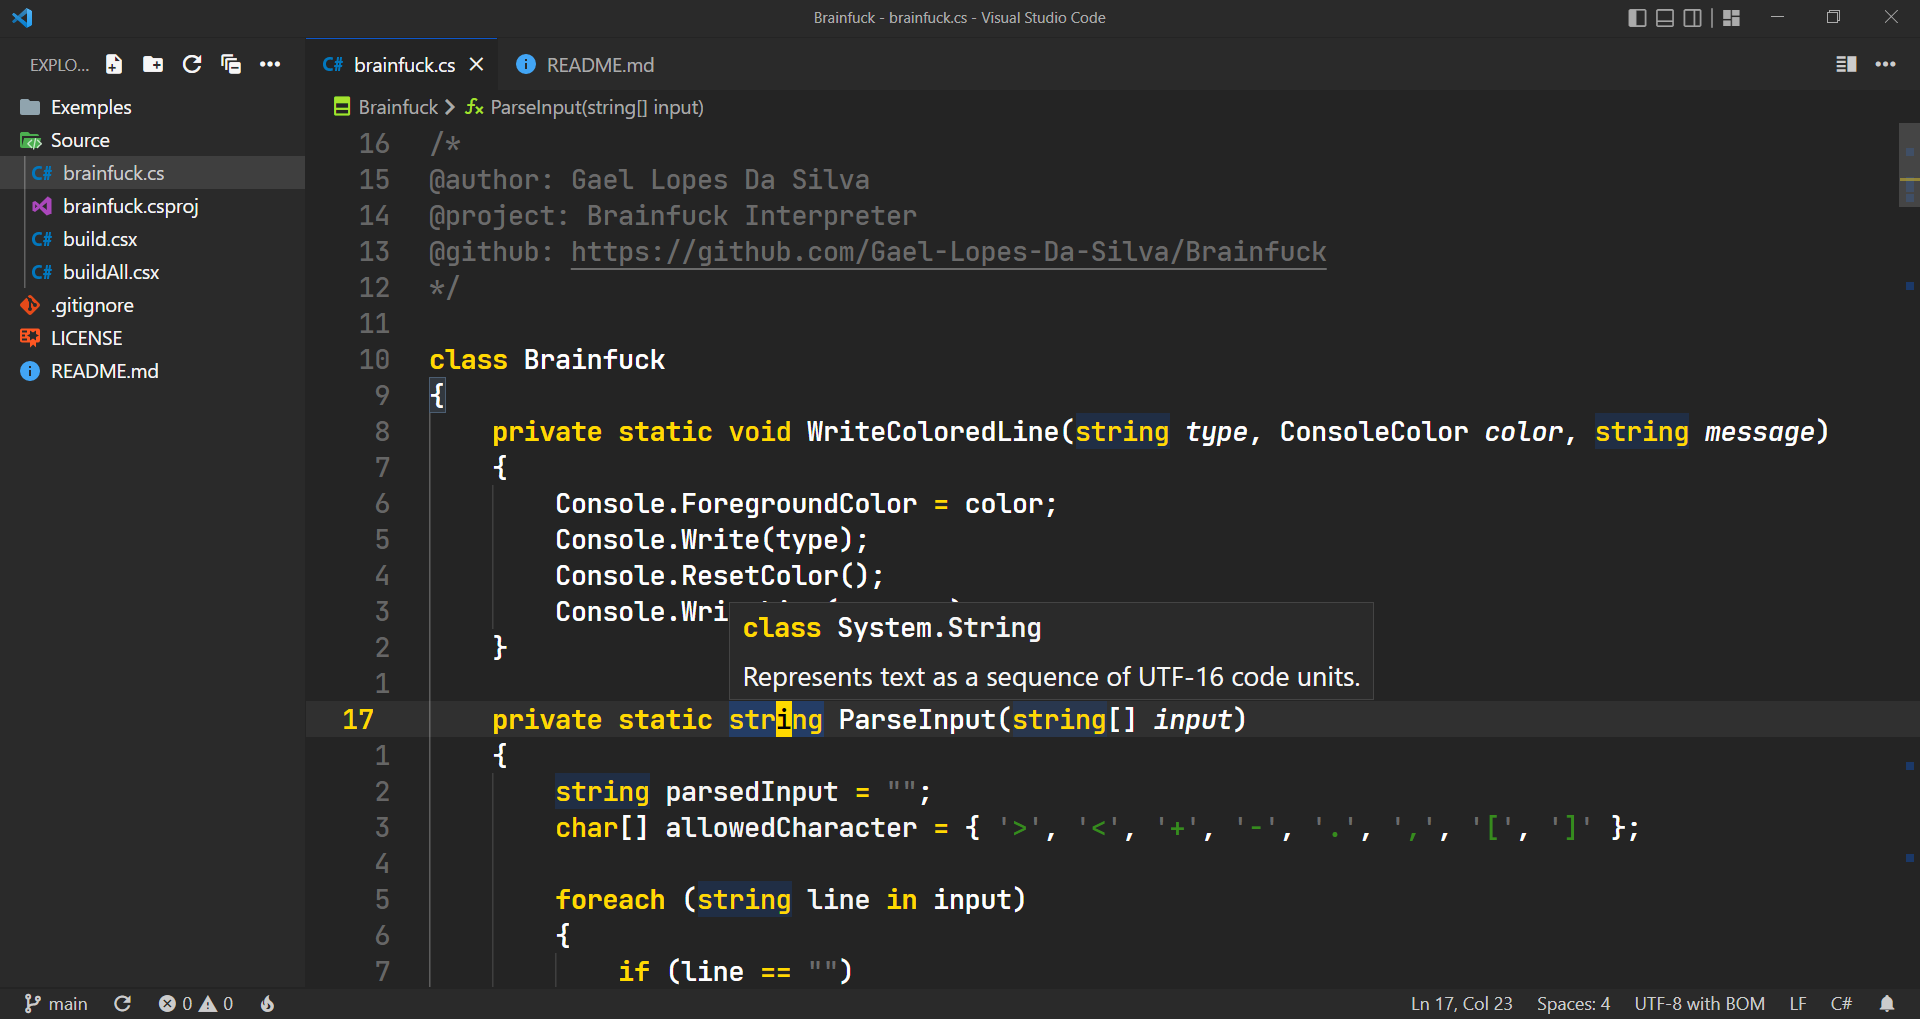 Brainfuck - brainfuck.cs - Visual Studio Code
EXPLO...
Exemples
Source
C# brainfuck.cs
brainfuck.csproj
C# build.csx
C# buildAll.csx
.gitignore
LICENSE
README.md
C# brainfuck.cs
README.md
Brainfuck > ParseInput(string[] input)
16 /*
15 @author: Gael Lopes Da Silva
14 @project: Brainfuck Interpreter
13 @github: https://github.com/Gael-Lopes-Da-Silva/Brainfuck
12 */
11
10 class Brainfuck
9 {
8 private static void WriteColoredLine(string type, ConsoleColor color, string message)
7 {
6 Console.ForegroundColor = color;
5 Console.Write(type);
4 Console.ResetColor();
3 Console.Wri
2 }
1
class System.String
Represents text as a sequence of UTF-16 code units.
17 private static string ParseInput(string[] input)
1 {
2 string parsedInput = "";
3 char[] allowedCharacter = { '>', '<', '+', '-', '.', ',', '[', ']' };
4
5 foreach (string line in input)
6 {
7 if (line == "")
main 0 0
Ln 17, Col 23 Spaces: 4 UTF-8 with BOM LF C#